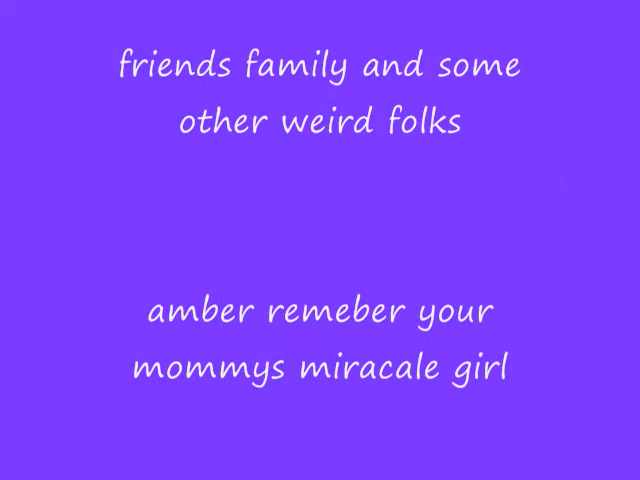 friends family and some
other weird folks
amber remeber your
mommys miracale girl